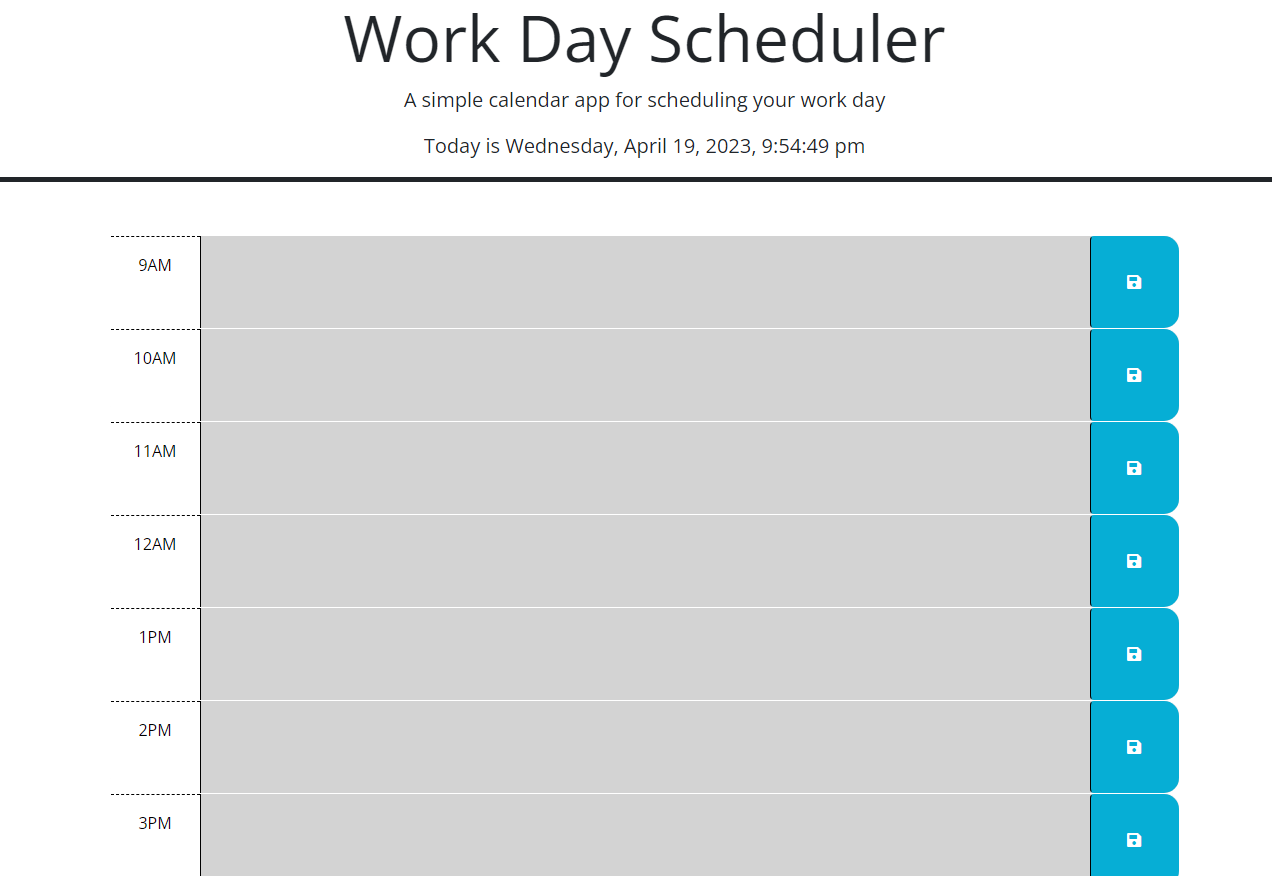 Work Day Scheduler
A simple calendar app for scheduling your work day
Today is Wednesday, April 19, 2023, 9:54:49 pm
9AM
10AM
11AM
12AM
1PM
2PM
3PM